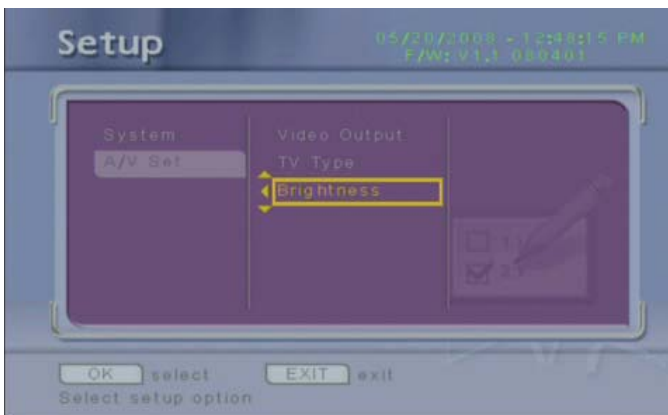 Setup
05/20/2008 - 12:48:15 PM
F/W: V1.1 080401
System
A/V Set
Video Output
TV Type
Brightness
OK select
EXIT exit
Select setup option